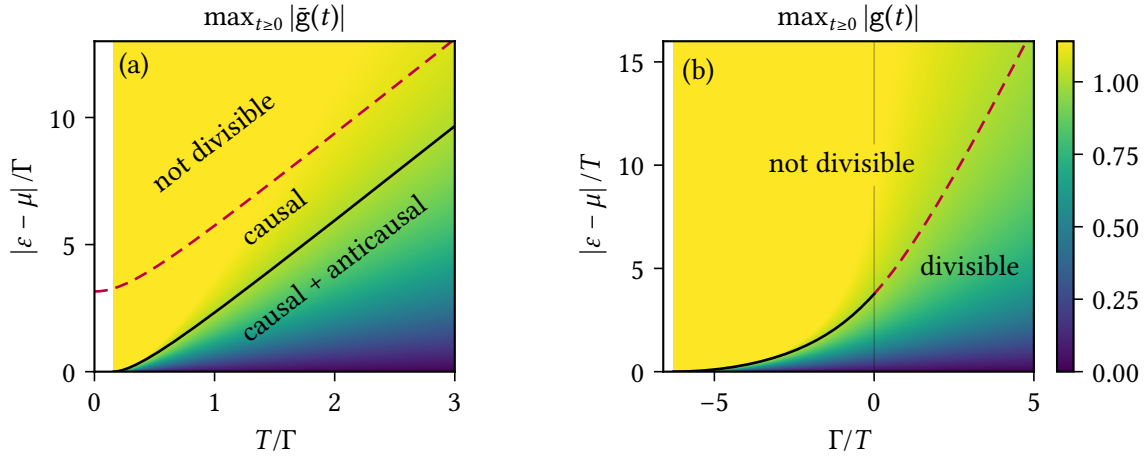 max_{t≥0} |ḡ(t)|
(a)
not divisible
causal
causal + anticausal
|ε − μ|/Γ
0
5
10
0
1
2
3
T/Γ
max_{t≥0} |g(t)|
(b)
not divisible
divisible
|ε − μ|/T
0
5
10
15
−5
0
5
Γ/T
1.00
0.75
0.50
0.25
0.00